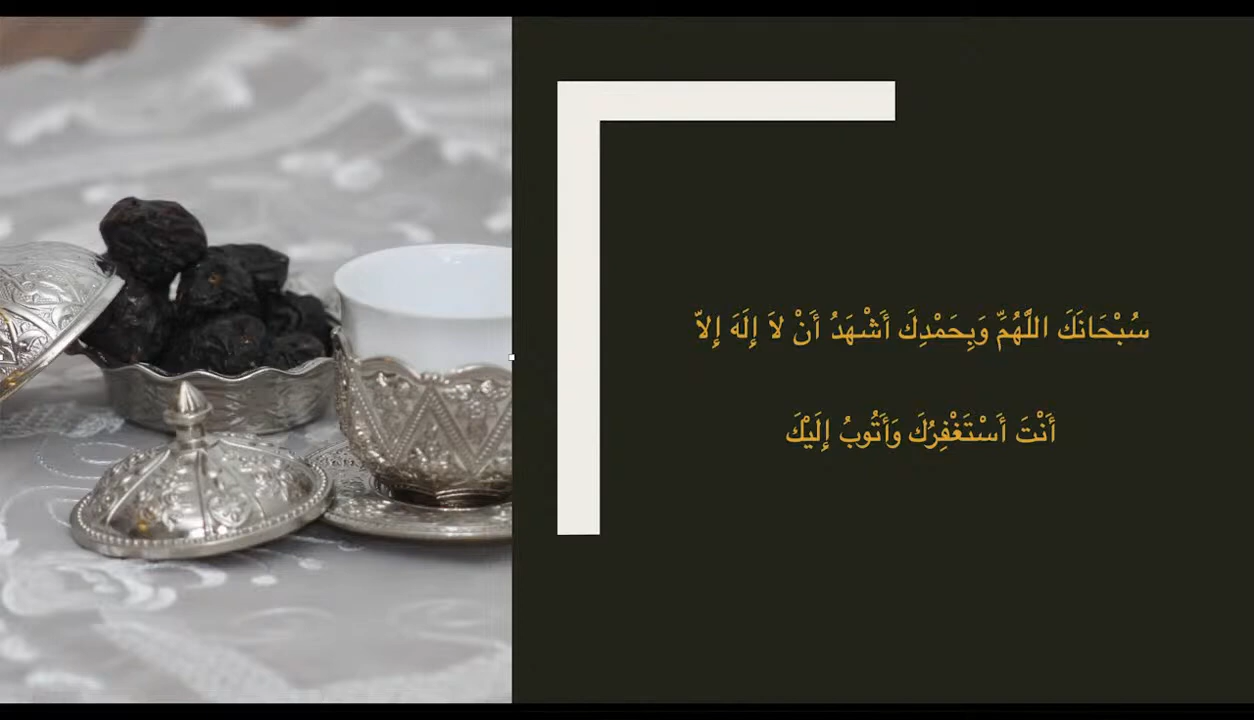 سُبْحَانَكَ اللَّهُمِّ وَبِحَمْدِكَ أَشْهَدُ أَنْ لاَ إِلَهَ إِلاّ
أَنْتَ أَسْتَغْفِرُكَ وَأَتُوبُ إِلَيْكَ